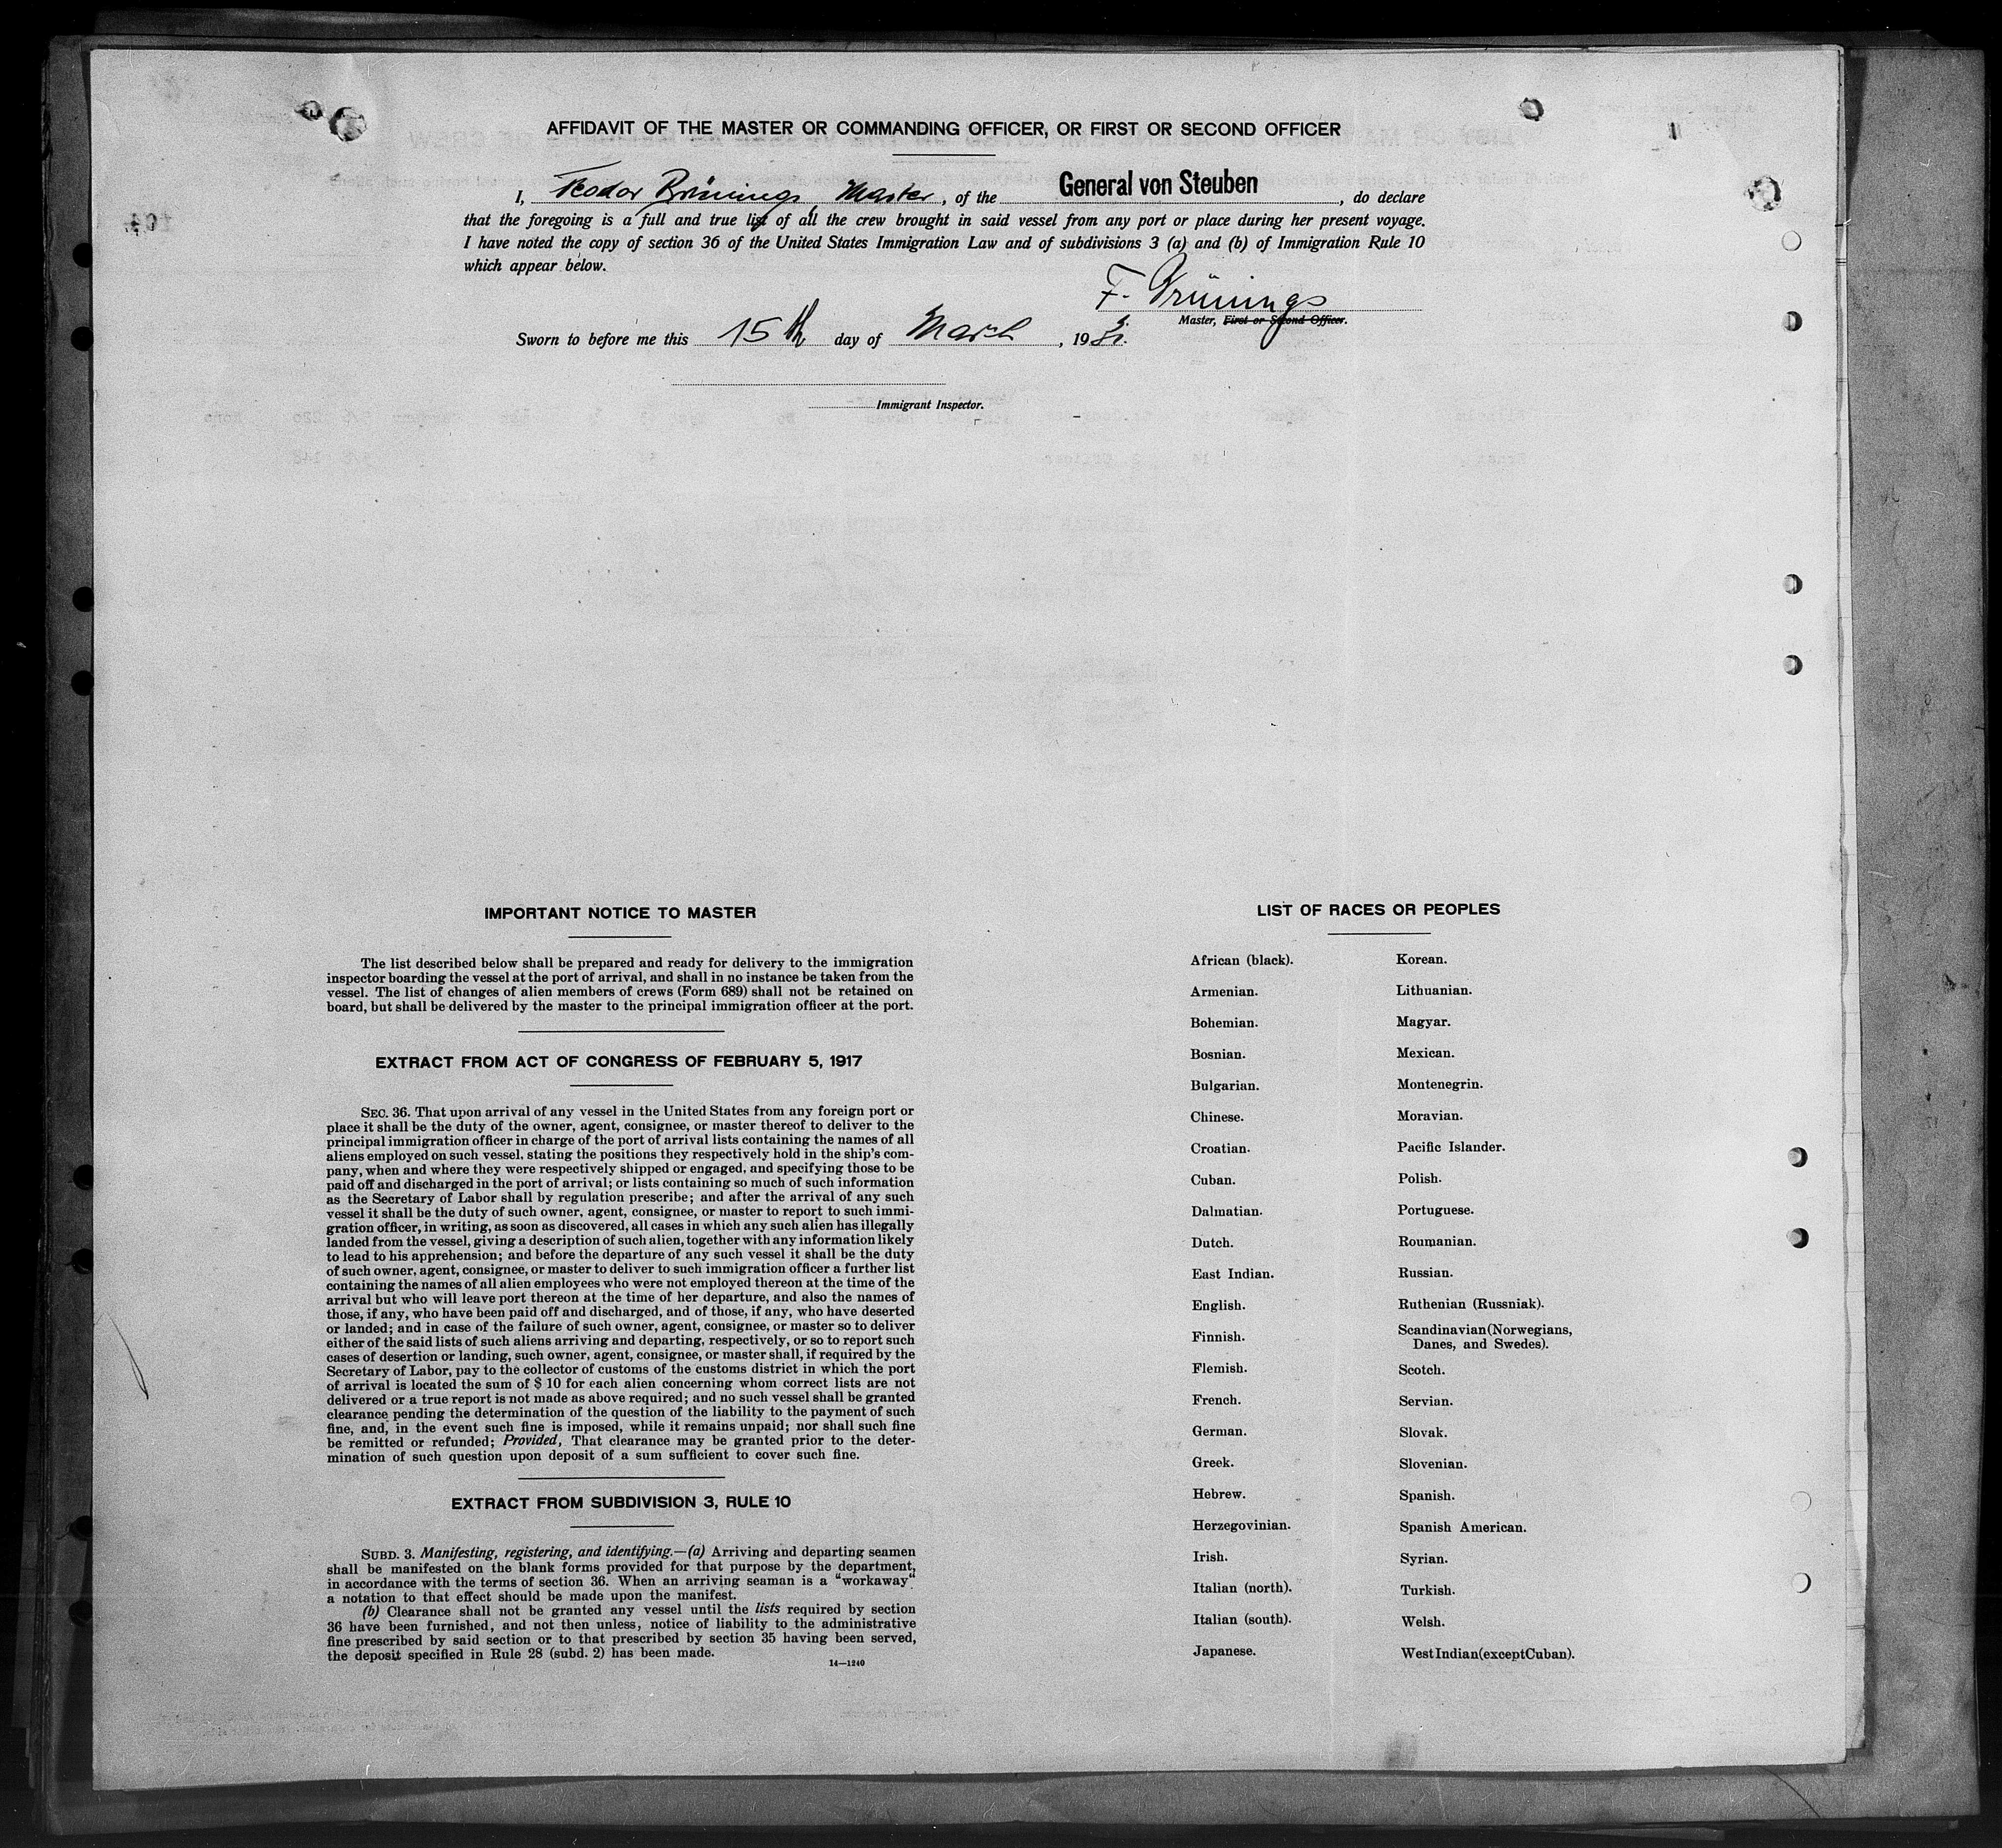 AFFIDAVIT OF THE MASTER OR COMMANDING OFFICER, OR FIRST OR SECOND OFFICER
I, Teodor Brünings, Master, of the General von Steuben, do declare
that the foregoing is a full and true list of all the crew brought in said vessel from any port or place during her present voyage.
I have noted the copy of section 36 of the United States Immigration Law and of subdivisions 3 (a) and (b) of Immigration Rule 10
which appear below.
Brünings
Master, First or Second Officer.
Sworn to before me this 15th day of March, 19
Immigrant Inspector.
IMPORTANT NOTICE TO MASTER
The list described below shall be prepared and ready for delivery to the immigration
inspector boarding the vessel at the port of arrival, and shall in no instance be taken from the
vessel. The list of changes of alien members of crews (Form 689) shall not be retained on
board, but shall be delivered by the master to the principal immigration officer at the port.
EXTRACT FROM ACT OF CONGRESS OF FEBRUARY 5, 1917
SEC. 36. That upon arrival of any vessel in the United States from any foreign port or
place it shall be the duty of the owner, agent, consignee, or master thereof to deliver to the
principal immigration officer in charge of the port of arrival lists containing the names of all
aliens employed on such vessel, stating the positions they respectively hold in the ship's com-
pany, when and where they were respectively shipped or engaged, and specifying those to be
paid off and discharged in the port of arrival; or lists containing so much of such information
as the Secretary of Labor shall by regulation prescribe; and after the arrival of any such
vessel it shall be the duty of such owner, agent, consignee, or master to report to such immi-
gration officer, in writing, as soon as discovered, all cases in which any such alien has illegally
landed from the vessel, giving a description of such alien, together with any information likely
to lead to his apprehension; and before the departure of any such vessel it shall be the duty
of such owner, agent, consignee, or master to deliver to such immigration officer a further list
containing the names of all alien employees who were not employed thereon at the time of the
arrival but who will leave port thereon at the time of her departure, and also the names of
those, if any, who have been paid off and discharged, and of those, if any, who have deserted
or landed; and in case of the failure of such owner, agent, consignee, or master so to deliver
either of the said lists of such aliens arriving and departing, respectively, or so to report such
cases of desertion or landing, such owner, agent, consignee, or master shall, if required by the
Secretary of Labor, pay to the collector of customs of the customs district in which the port
of arrival is located the sum of $ 10 for each alien concerning whom correct lists are not
delivered or a true report is not made as above required; and no such vessel shall be granted
clearance pending the determination of the question of the liability to the payment of such
fine, and, in the event such fine is imposed, while it remains unpaid; nor shall such fine
be remitted or refunded; Provided, That clearance may be granted prior to the deter-
mination of such question upon deposit of a sum sufficient to cover such fine.
EXTRACT FROM SUBDIVISION 3, RULE 10
SUBD. 3. Manifesting, registering, and identifying.—(a) Arriving and departing seamen
shall be manifested on the blank forms provided for that purpose by the department,
in accordance with the terms of section 36. When an arriving seaman is a "workaway"
a notation to that effect should be made upon the manifest.
(b) Clearance shall not be granted any vessel until the lists required by section
36 have been furnished, and not then unless, notice of liability to the administrative
fine prescribed by said section or to that prescribed by section 35 having been served,
the deposit specified in Rule 28 (subd. 2) has been made.
14—1240
LIST OF RACES OR PEOPLES
African (black).
Armenian.
Bohemian.
Bosnian.
Bulgarian.
Chinese.
Croatian.
Cuban.
Dalmatian.
Dutch.
East Indian.
English.
Finnish.
Flemish.
French.
German.
Greek.
Hebrew.
Herzegovinian.
Irish.
Italian (north).
Italian (south).
Japanese.
Korean.
Lithuanian.
Magyar.
Mexican.
Montenegrin.
Moravian.
Pacific Islander.
Polish.
Portuguese.
Roumanian.
Russian.
Ruthenian (Russniak).
Scandinavian(Norwegians,
Danes, and Swedes).
Scotch.
Servian.
Slovak.
Slovenian.
Spanish.
Spanish American.
Syrian.
Turkish.
Welsh.
West Indian (except Cuban).